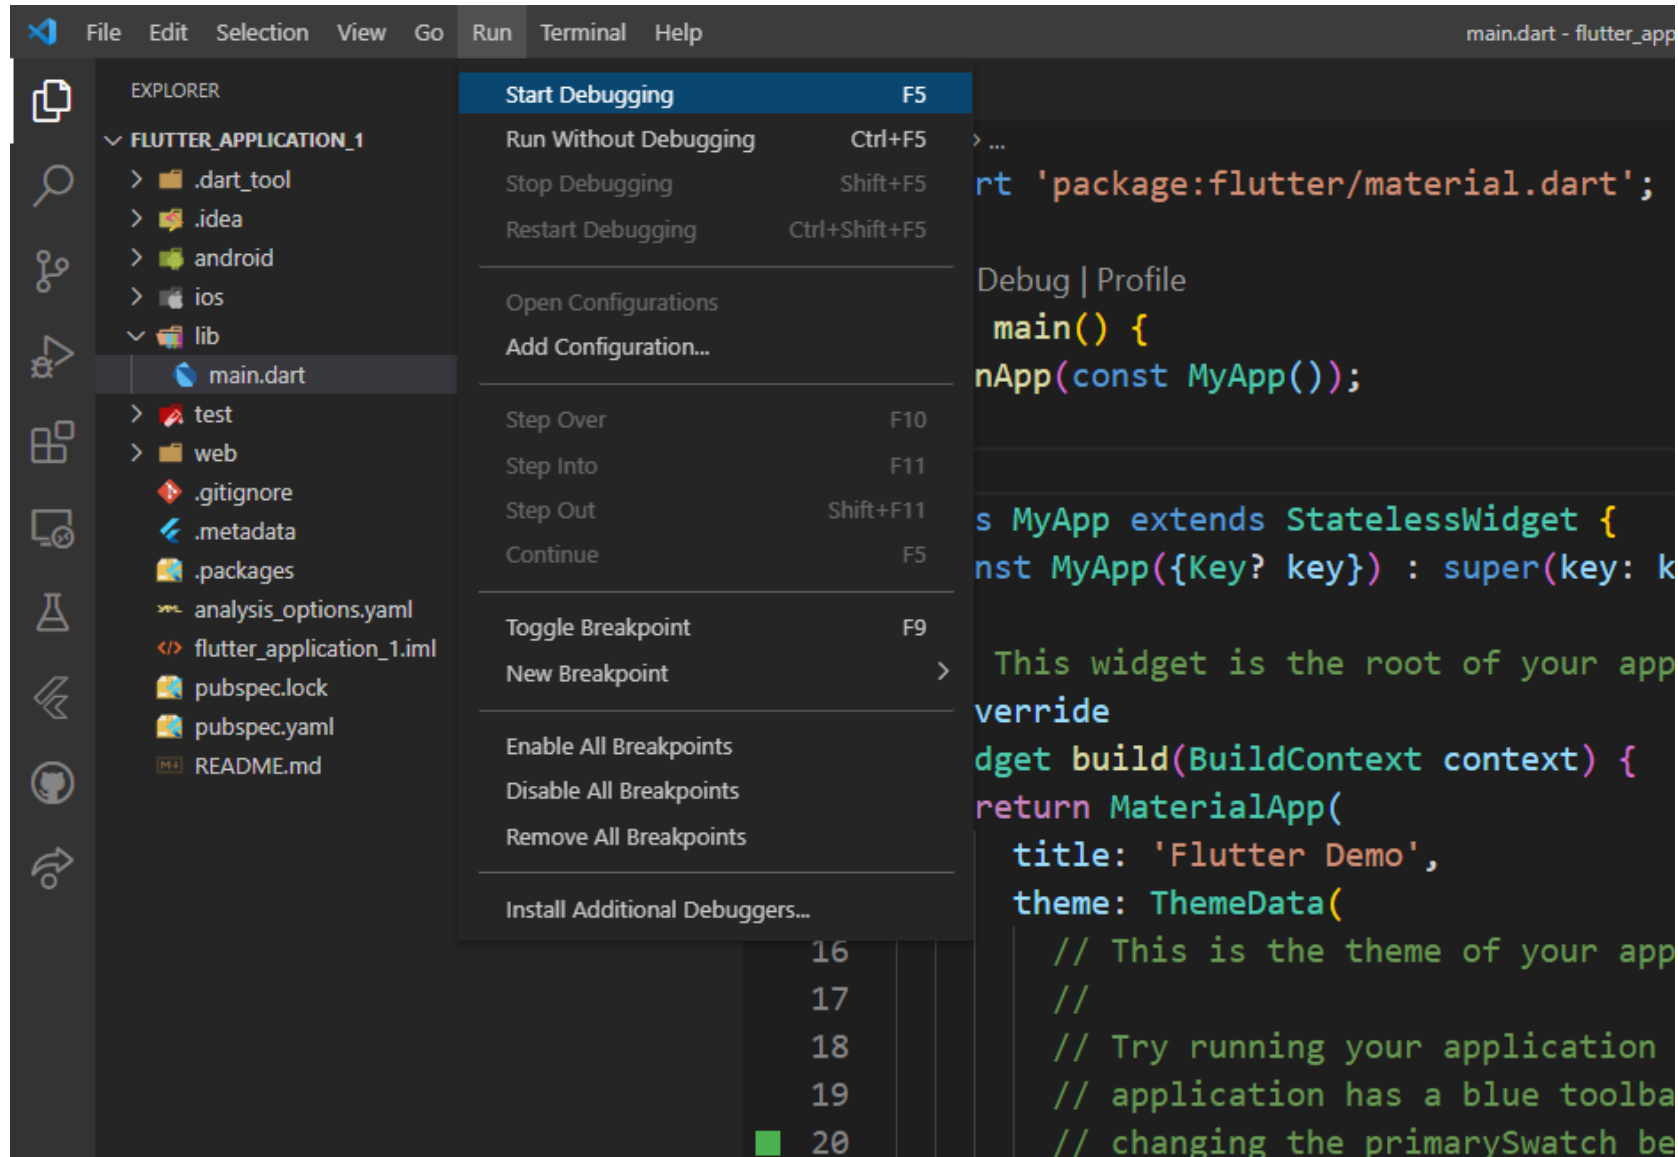 File Edit Selection View Go Run Terminal Help main.dart - flutter_app
EXPLORER
FLUTTER_APPLICATION_1
.dart_tool
.idea
android
ios
lib
main.dart
test
web
.gitignore
.metadata
.packages
analysis_options.yaml
flutter_application_1.iml
pubspec.lock
pubspec.yaml
README.md
Start Debugging F5
Run Without Debugging Ctrl+F5
Stop Debugging Shift+F5
Restart Debugging Ctrl+Shift+F5
Open Configurations
Add Configuration...
Step Over F10
Step Into F11
Step Out Shift+F11
Continue F5
Toggle Breakpoint F9
New Breakpoint
Enable All Breakpoints
Disable All Breakpoints
Remove All Breakpoints
Install Additional Debuggers...
> ...
rt 'package:flutter/material.dart';
Debug | Profile
main() {
nApp(const MyApp());
s MyApp extends StatelessWidget {
nst MyApp({Key? key}) : super(key: k
This widget is the root of your app
verride
dget build(BuildContext context) {
return MaterialApp(
title: 'Flutter Demo',
theme: ThemeData(
16 // This is the theme of your app
17 //
18 // Try running your application
19 // application has a blue toolba
20 // changing the primarySwatch be